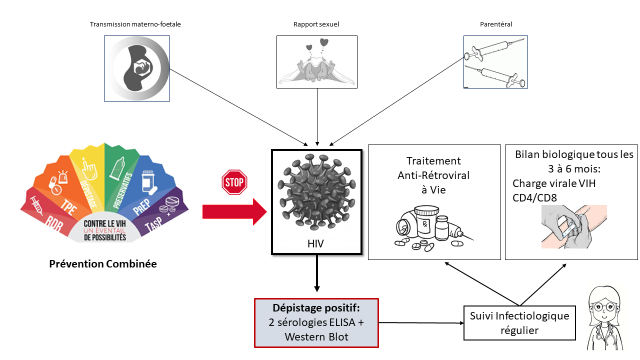 Transmission materno-foetale
Rapport sexuel
Parentéral
STOP
RDR
TPE
PRÉSERVATIFS
PrEP
TasP
CONTRE LE VIH
UN ÉVENTAIL
DE POSSIBILITÉS
Prévention Combinée
HIV
Traitement
Anti-Rétroviral
à Vie
Bilan biologique tous les
3 à 6 mois:
Charge virale VIH
CD4/CD8
Dépistage positif:
2 sérologies ELISA +
Western Blot
Suivi Infectiologique
régulier